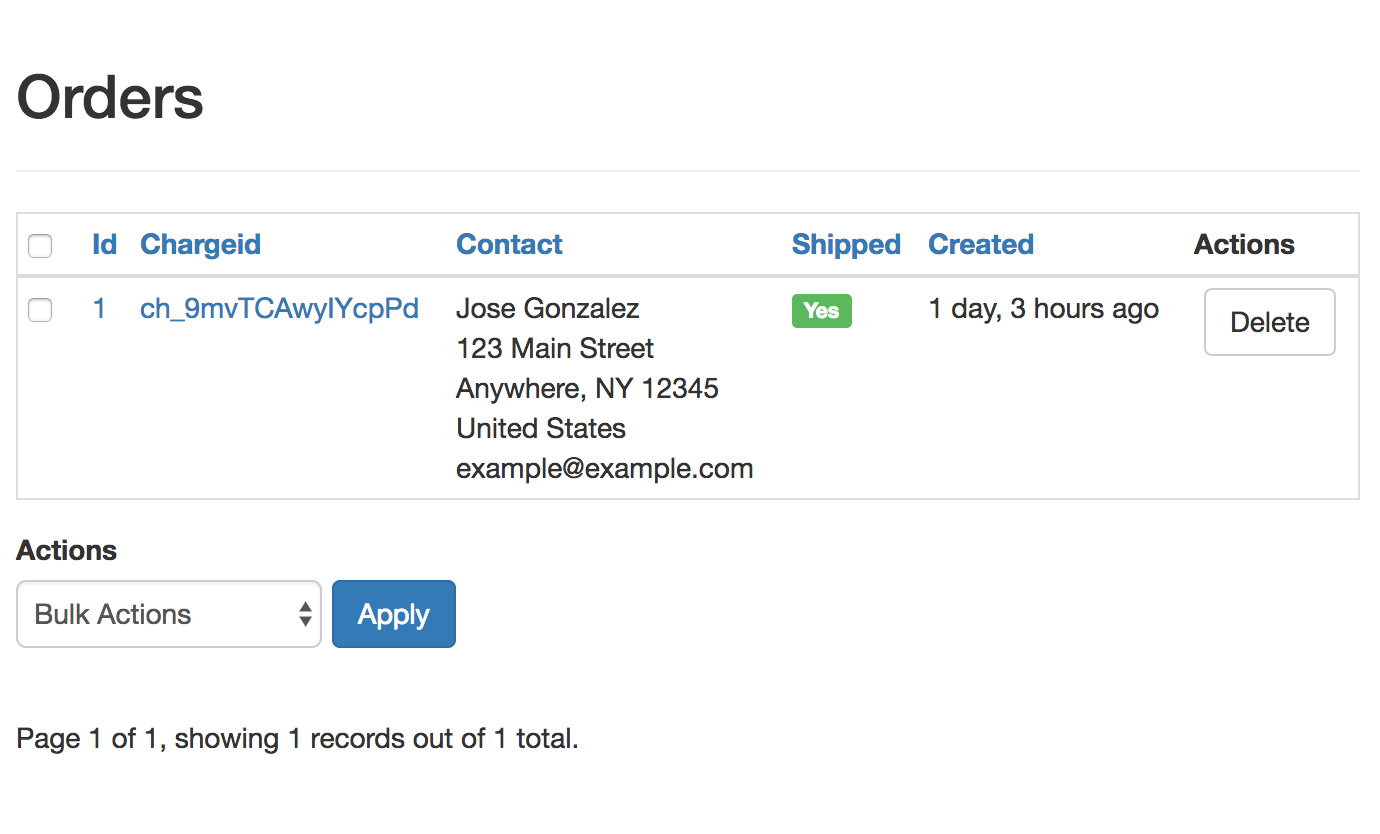 Orders
Id Chargeid Contact Shipped Created Actions
1 ch_9mvTCAwyIYcpPd Jose Gonzalez Yes 1 day, 3 hours ago Delete
123 Main Street
Anywhere, NY 12345
United States
example@example.com
Actions
Bulk Actions Apply
Page 1 of 1, showing 1 records out of 1 total.